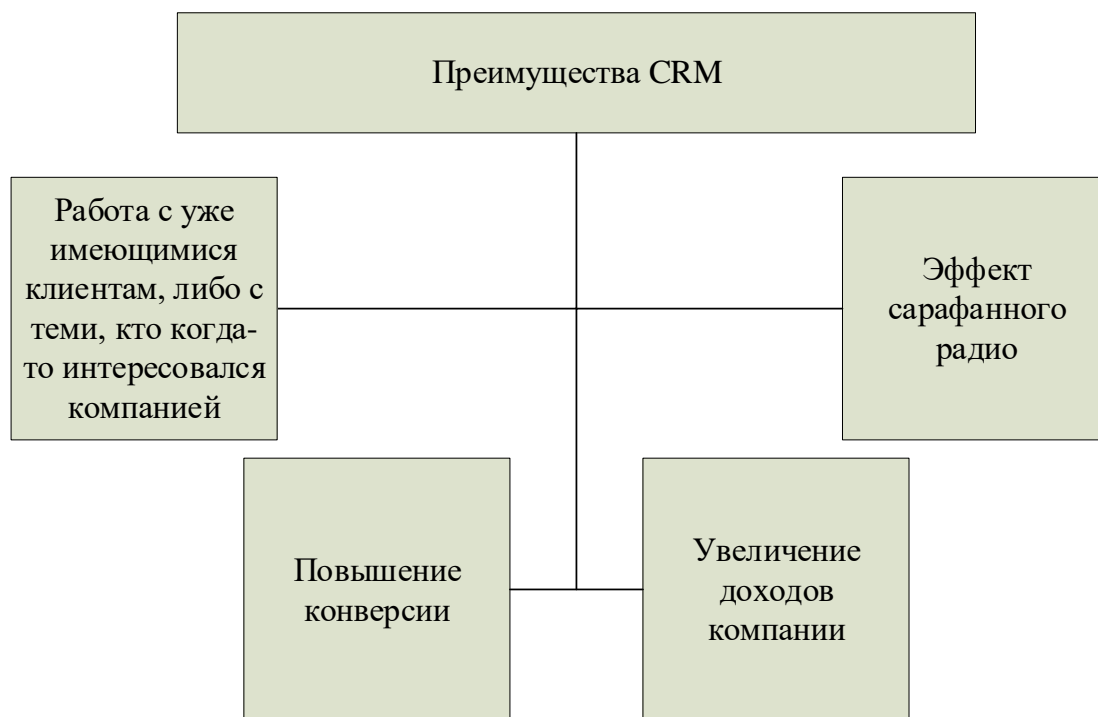 Преимущества CRM
Работа с уже
имеющимися
клиентам, либо с
теми, кто когда-
то интересовался
компанией
Эффект
сарафанного
радио
Повышение
конверсии
Увеличение
доходов
компании